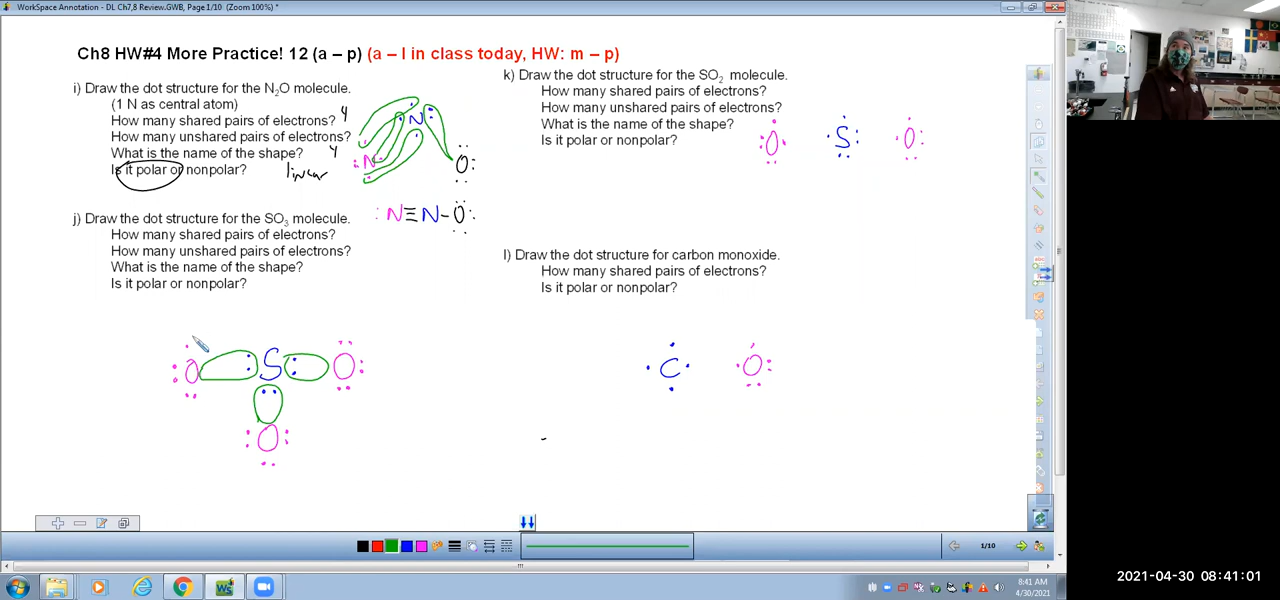 WorkSpace Annotation - DL Ch7,8 Review.GWB, Page1/10 (Zoom 100%) *
Ch8 HW#4 More Practice! 12 (a – p) (a – l in class today, HW: m – p)
i) Draw the dot structure for the N₂O molecule.
(1 N as central atom)
How many shared pairs of electrons? 4
How many unshared pairs of electrons? 4
What is the name of the shape? linear
Is it polar or nonpolar?
N
N O
N≡N-O
j) Draw the dot structure for the SO₃ molecule.
How many shared pairs of electrons?
How many unshared pairs of electrons?
What is the name of the shape?
Is it polar or nonpolar?
O S O
O
k) Draw the dot structure for the SO₂ molecule.
How many shared pairs of electrons?
How many unshared pairs of electrons?
What is the name of the shape?
Is it polar or nonpolar?
O S O
l) Draw the dot structure for carbon monoxide.
How many shared pairs of electrons?
Is it polar or nonpolar?
C O
1/10
8:41 AM
4/30/2021
2021-04-30 08:41:01